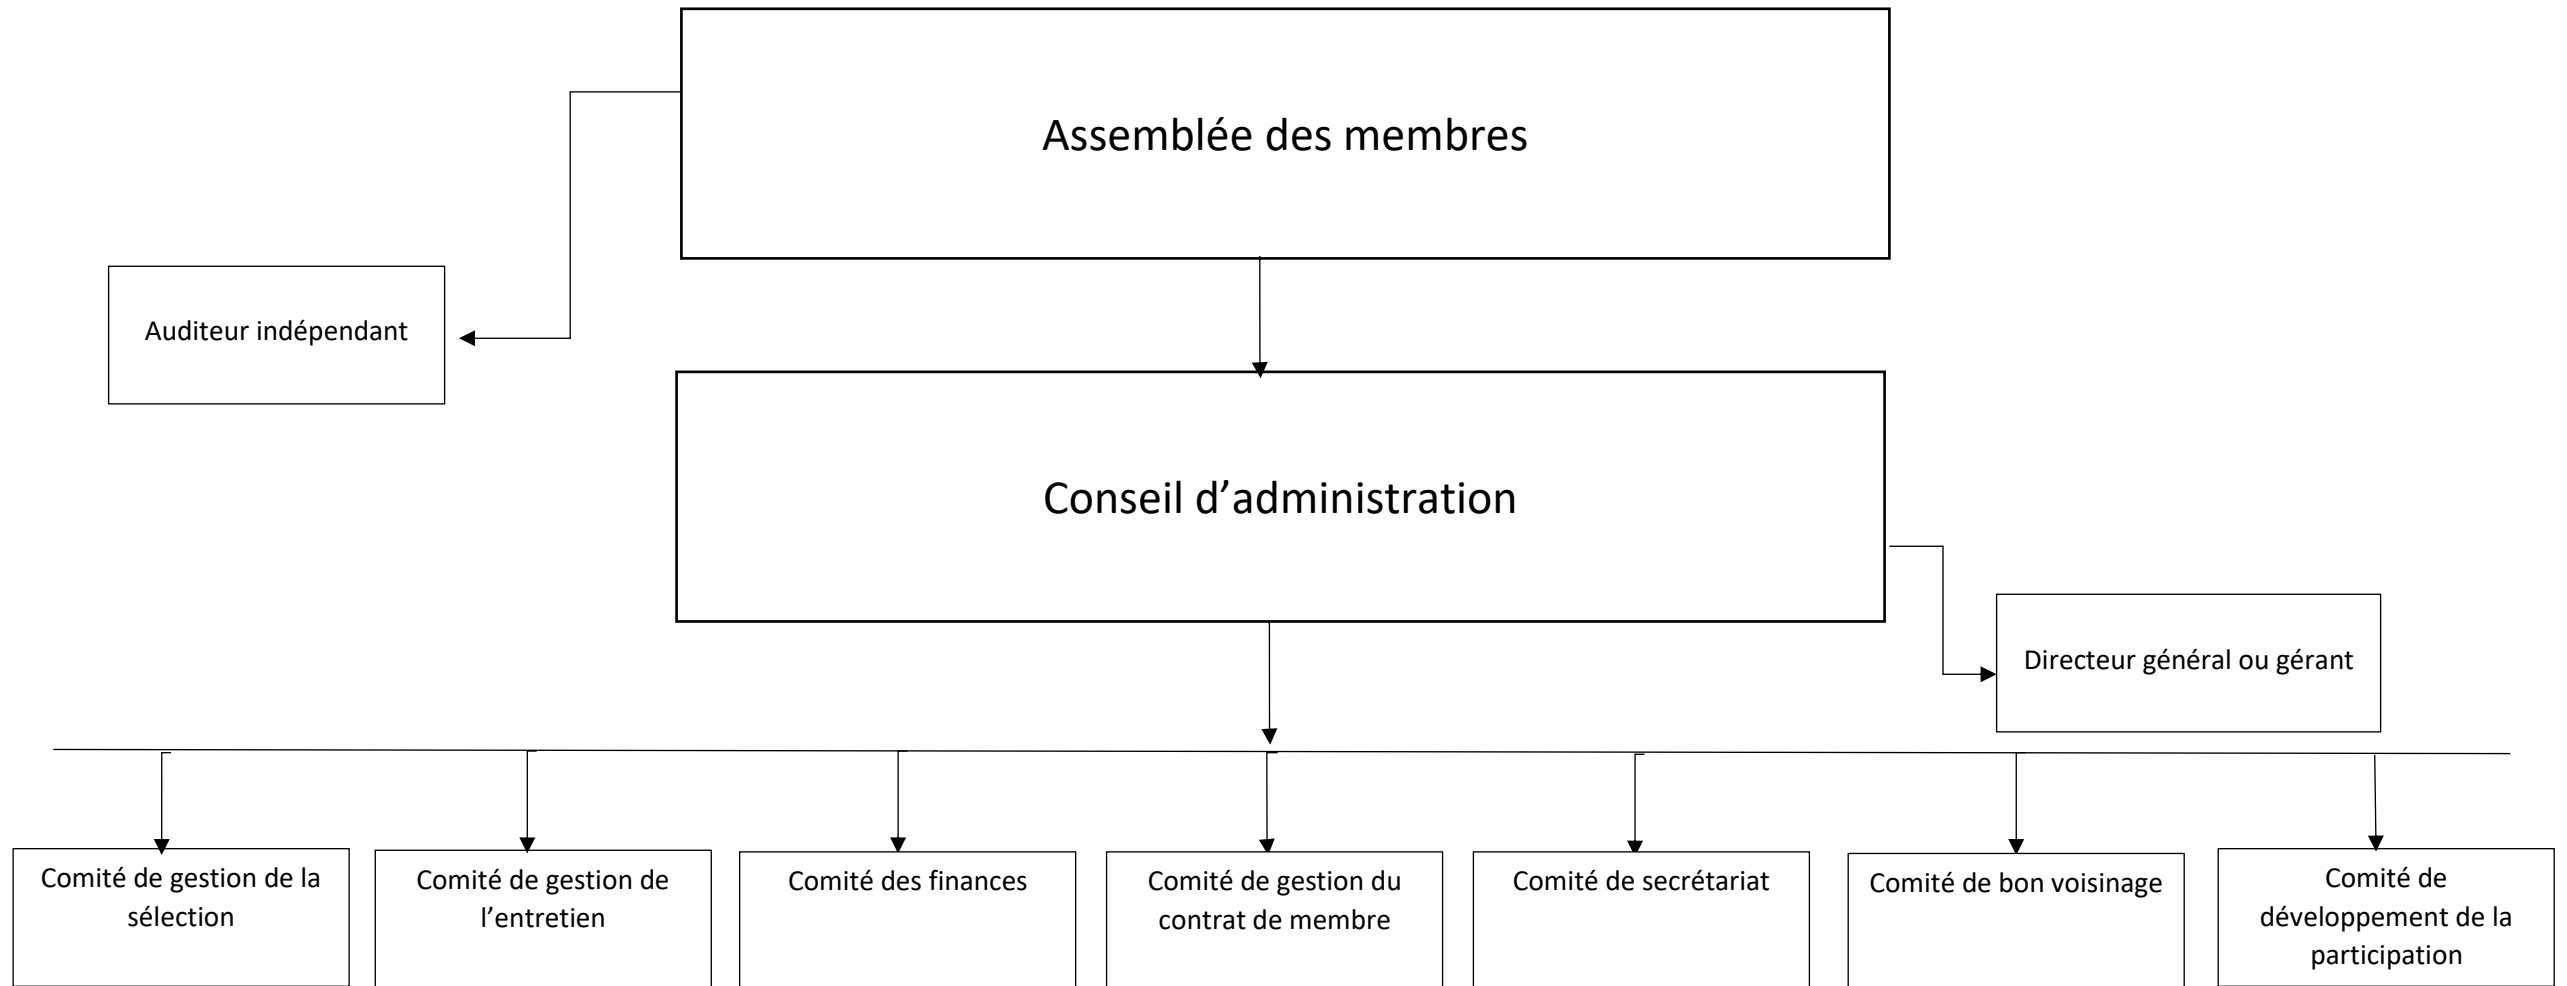 Assemblée des membres
Auditeur indépendant
Conseil d’administration
Directeur général ou gérant
Comité de gestion de la
sélection
Comité de gestion de
l’entretien
Comité des finances
Comité de gestion du
contrat de membre
Comité de secrétariat
Comité de bon voisinage
Comité de
développement de la
participation